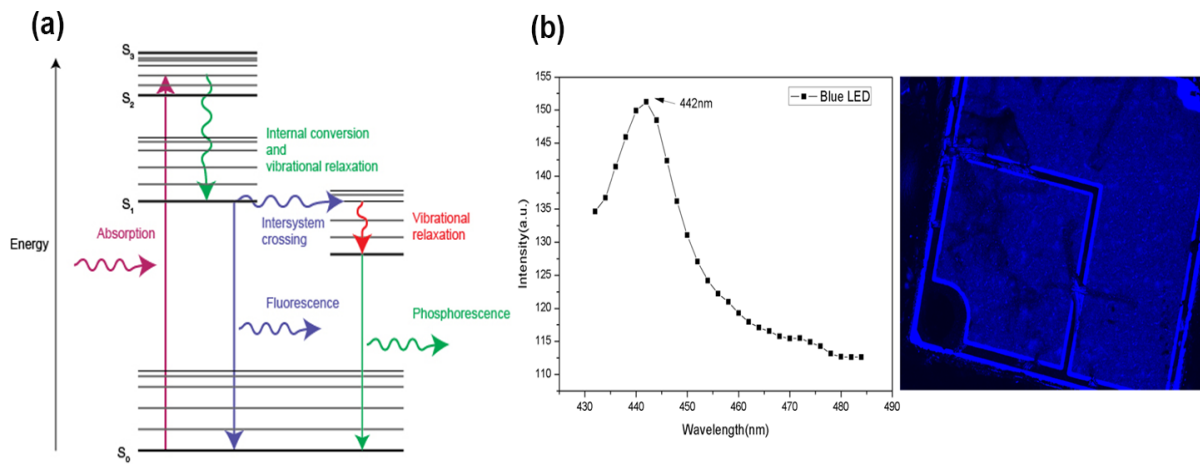 (a)
S3
S2
Internal conversion
and
vibrational relaxation
S1
Absorption
Intersystem
crossing
Vibrational
relaxation
Energy
Fluorescence
Phosphorescence
S0
(b)
155
150
145
140
135
130
125
120
115
110
Intensity(a.u.)
442nm
Blue LED
430 440 450 460 470 480 490
Wavelength(nm)